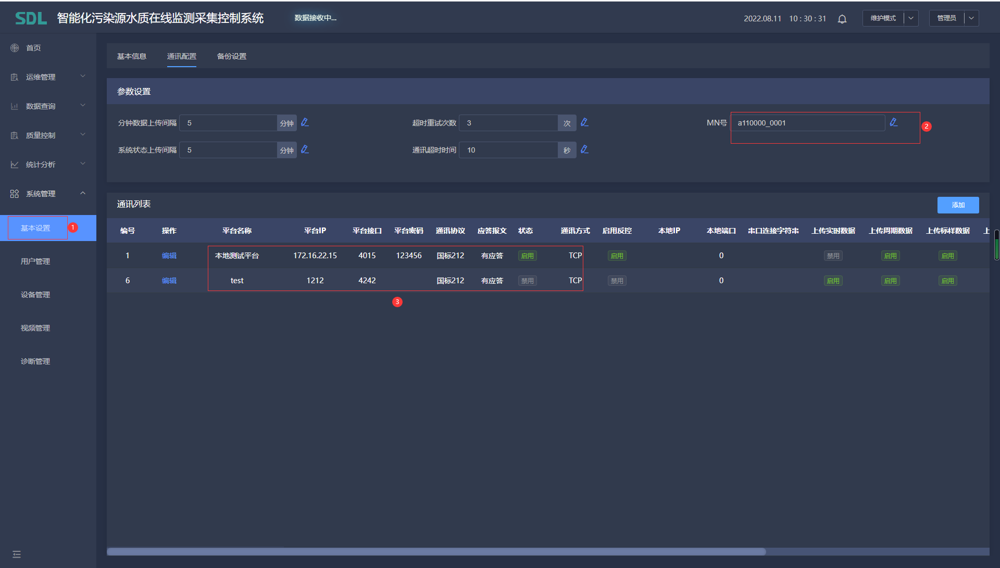 SDL 智能化污染源水质在线监测采集控制系统 数据接收中... 2022.08.11 10 : 30 : 31 维护模式 管理员
首页
运维管理
数据查询
质量控制
统计分析
系统管理
基本设置 1
用户管理
设备管理
视频管理
诊断管理
基本信息 通讯配置 备份设置
参数设置
分钟数据上传间隔 5 分钟 超时重试次数 3 次 MN号 a110000_0001 2
系统状态上传间隔 5 分钟 通讯超时时间 10 秒
通讯列表 添加
编号 操作 平台名称 平台IP 平台接口 平台密码 通讯协议 应答报文 状态 通讯方式 启用反控 本地IP 本地端口 串口连接字符串 上传实时数据 上传周期数据 上传标样数据 上
1 编辑 本地测试平台 172.16.22.15 4015 123456 国标212 有应答 启用 TCP 启用 0 禁用 启用 启用
6 编辑 test 1212 4242 国标212 有应答 禁用 TCP 禁用 0 启用 启用 启用
3